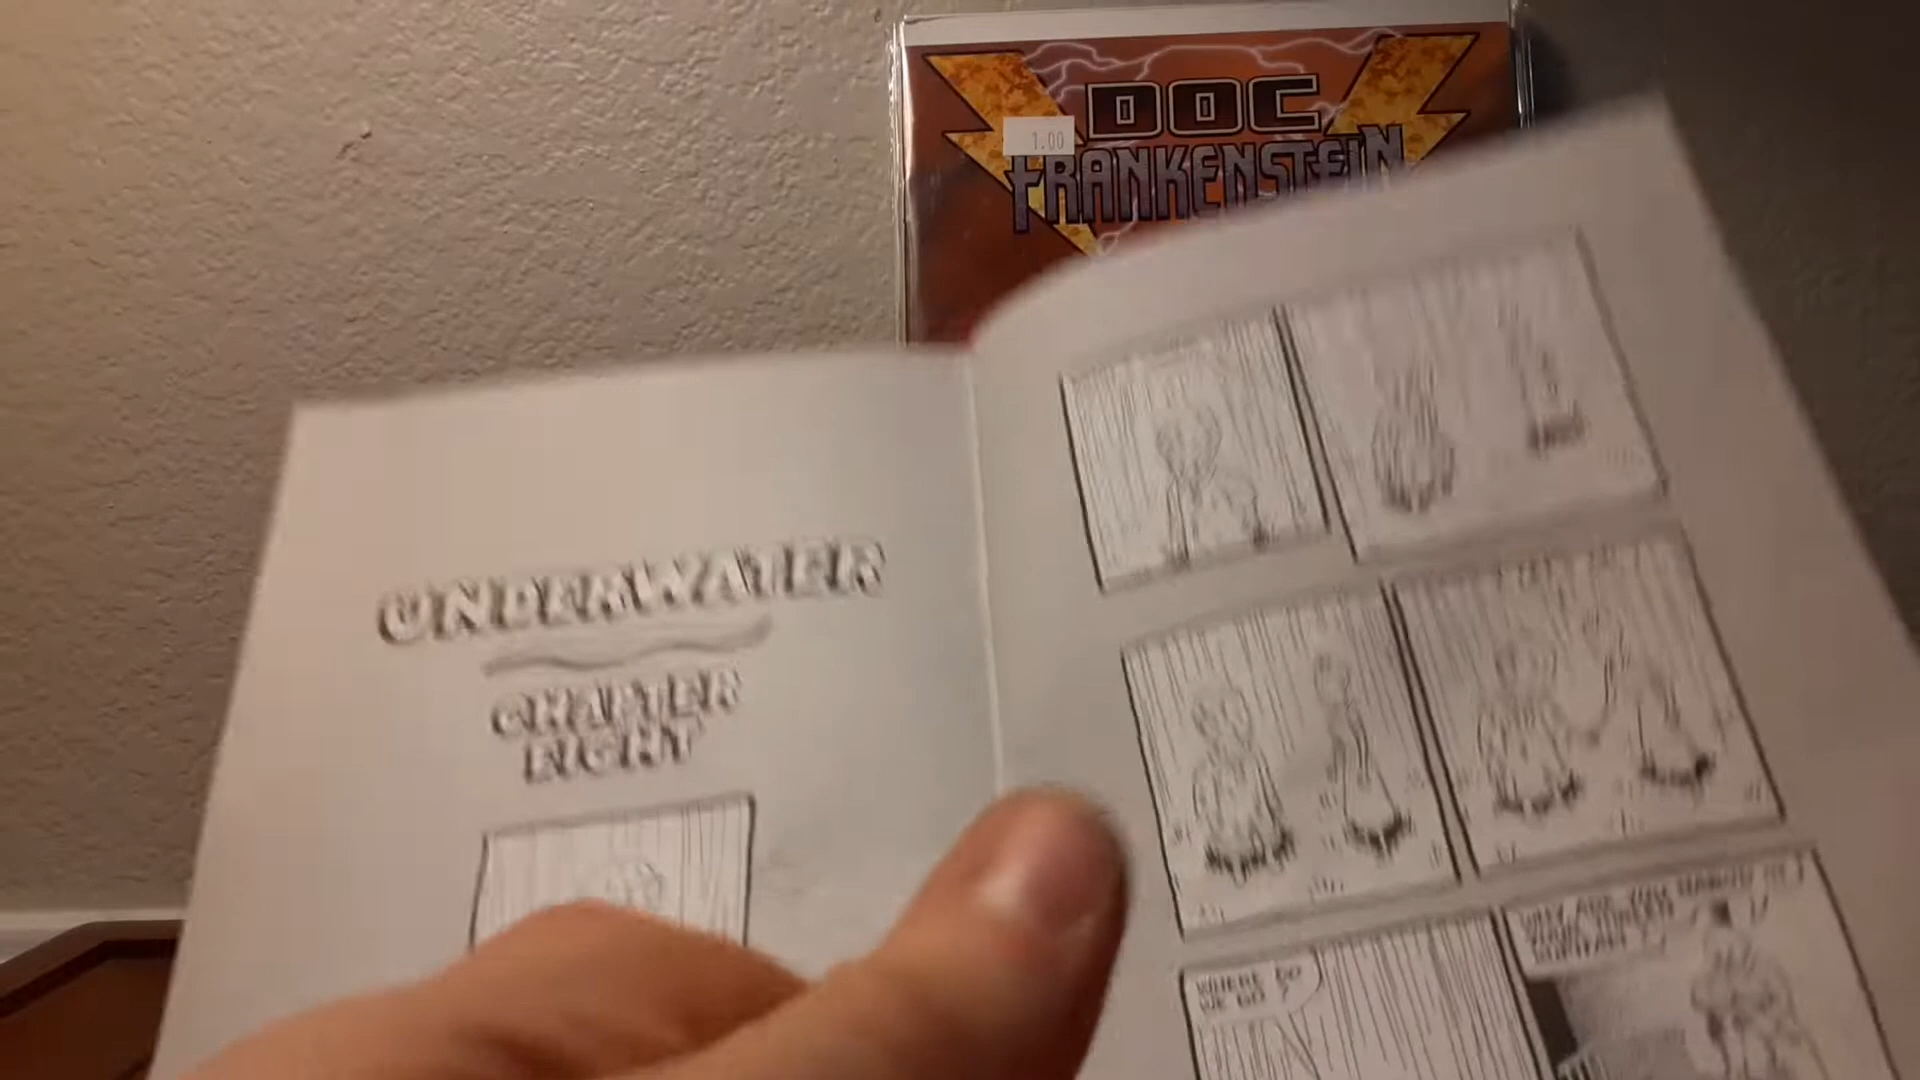 DOC
1.00
FRANKENSTEIN
UNDERWATER
CHAPTER
EIGHT
WHERE DO
WE GO?